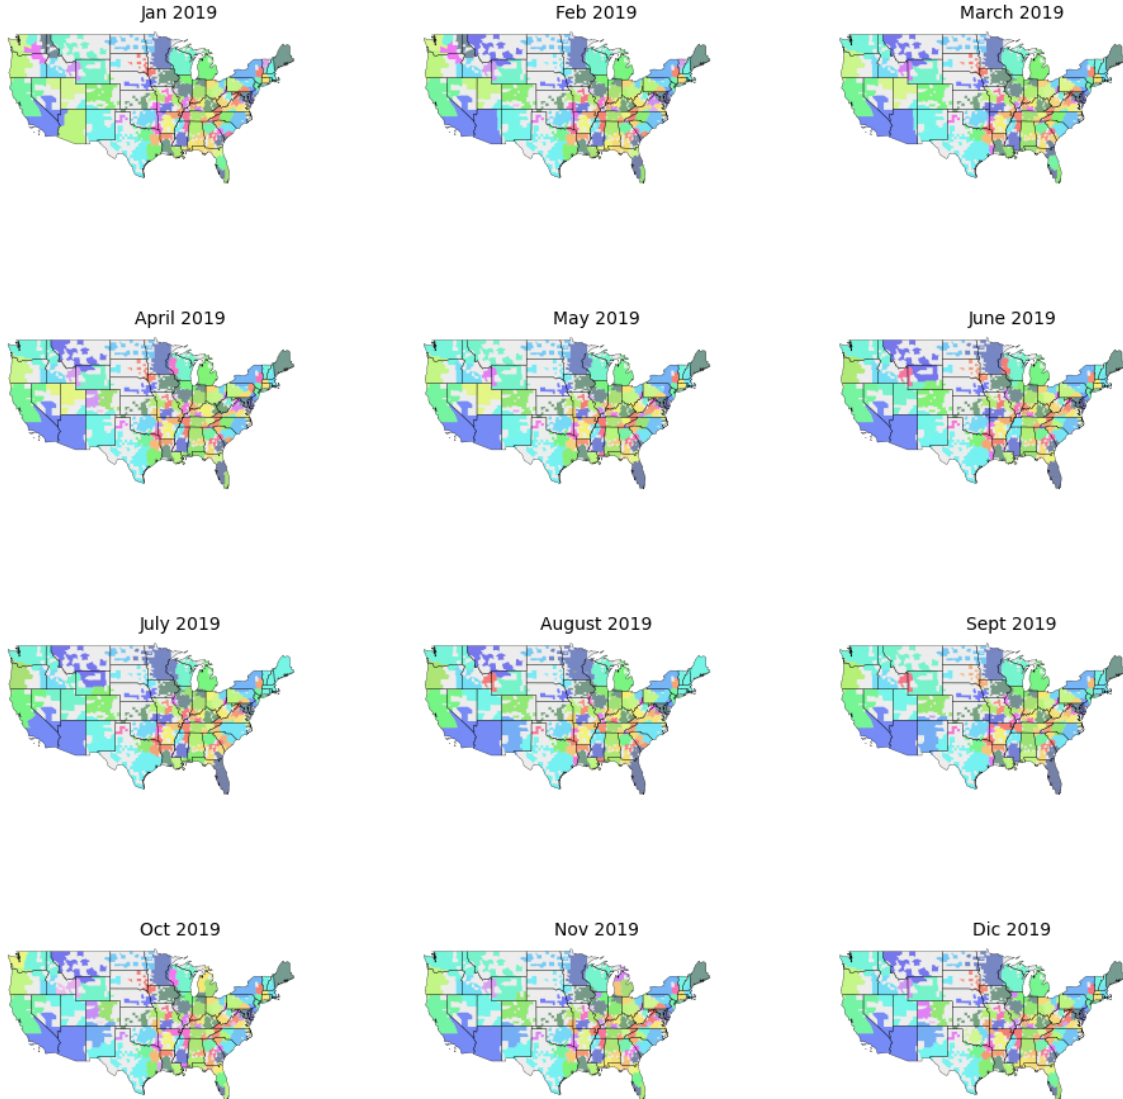 Jan 2019
Feb 2019
March 2019
April 2019
May 2019
June 2019
July 2019
August 2019
Sept 2019
Oct 2019
Nov 2019
Dic 2019